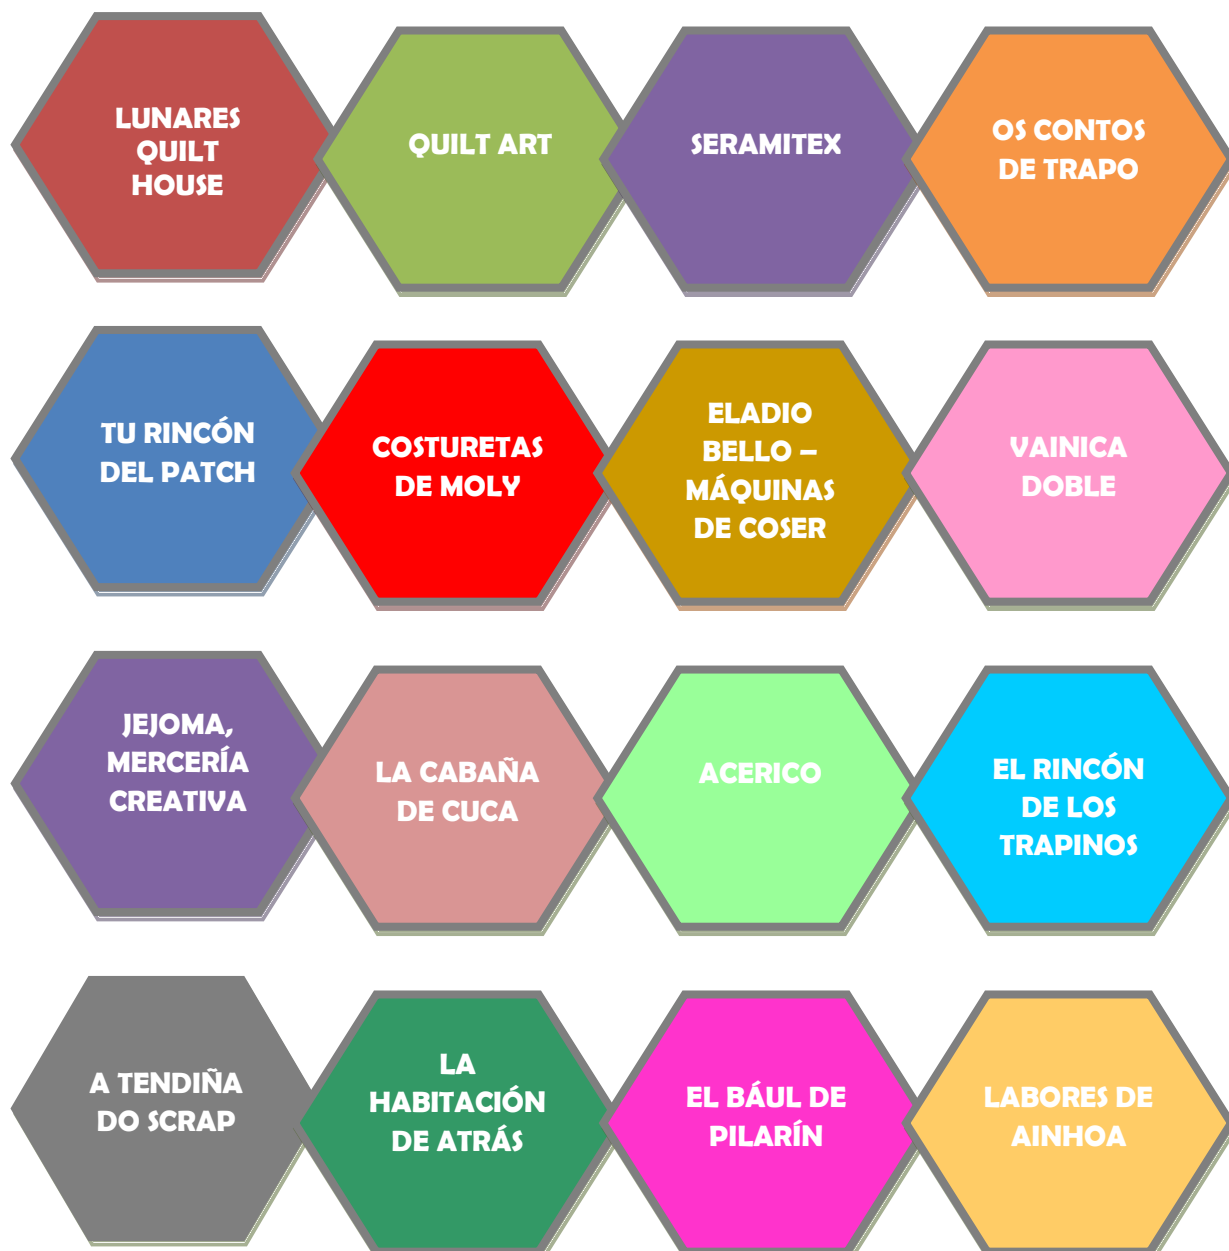 LUNARES
QUILT
HOUSE
QUILT ART
SERAMITEX
OS CONTOS
DE TRAPO
TU RINCÓN
DEL PATCH
COSTURETAS
DE MOLY
ELADIO
BELLO –
MÁQUINAS
DE COSER
VAINICA
DOBLE
JEJOMA,
MERCERÍA
CREATIVA
LA CABAÑA
DE CUCA
ACERICO
EL RINCÓN
DE LOS
TRAPINOS
A TENDIÑA
DO SCRAP
LA
HABITACIÓN
DE ATRÁS
EL BÁUL DE
PILARÍN
LABORES DE
AINHOA